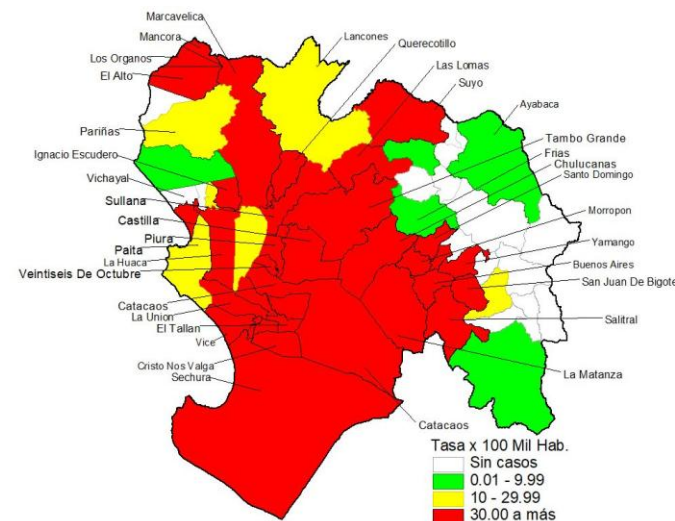 Marcavelica
Mancora
Los Organos
El Alto
Pariñas
Ignacio Escudero
Vichayal
Sullana
Castilla
Piura
Paita
La Huaca
Veintiseis De Octubre
Catacaos
La Union
El Tallan
Vice
Cristo Nos Valga
Sechura
Lancones
Querecotillo
Las Lomas
Suyo
Ayabaca
Tambo Grande
Frias
Chulucanas
Santo Domingo
Morropon
Yamango
Buenos Aires
San Juan De Bigote
Salitral
La Matanza
Catacaos
Tasa x 100 Mil Hab.
Sin casos
0.01 - 9.99
10 - 29.99
30.00 a más